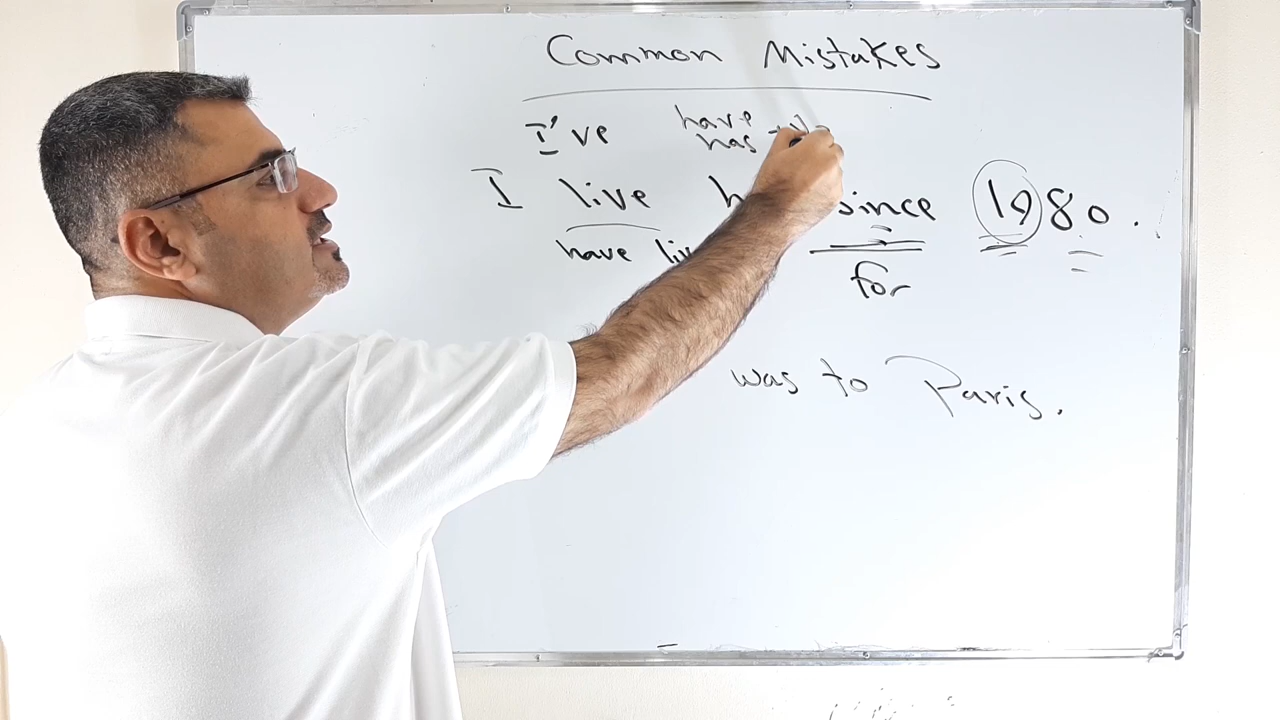 Common Mistakes
I've have
has
I live since 1980.
have
for
was to Paris.